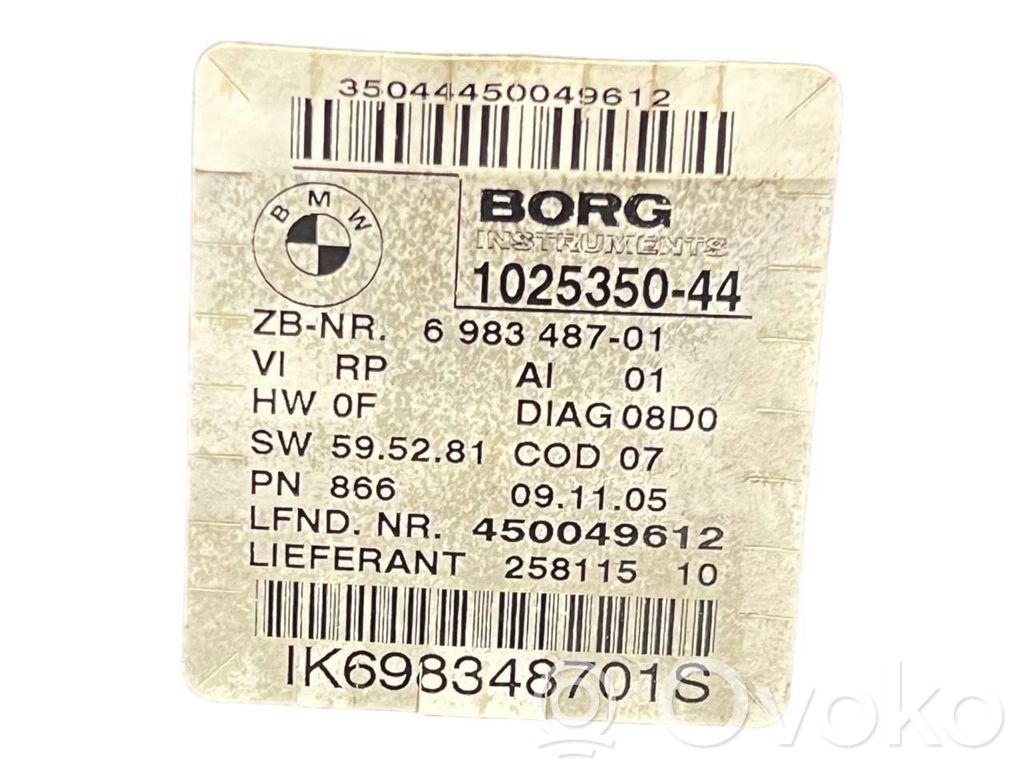 35044450049612
BMW
BORG
INSTRUMENTS
1025350-44
ZB-NR. 6 983 487-01
VI RP AI 01
HW 0F DIAG 08D0
SW 59.52.81 COD 07
PN 866 09.11.05
LFND. NR. 450049612
LIEFERANT 258115 10
IK698348701S
Ovoko